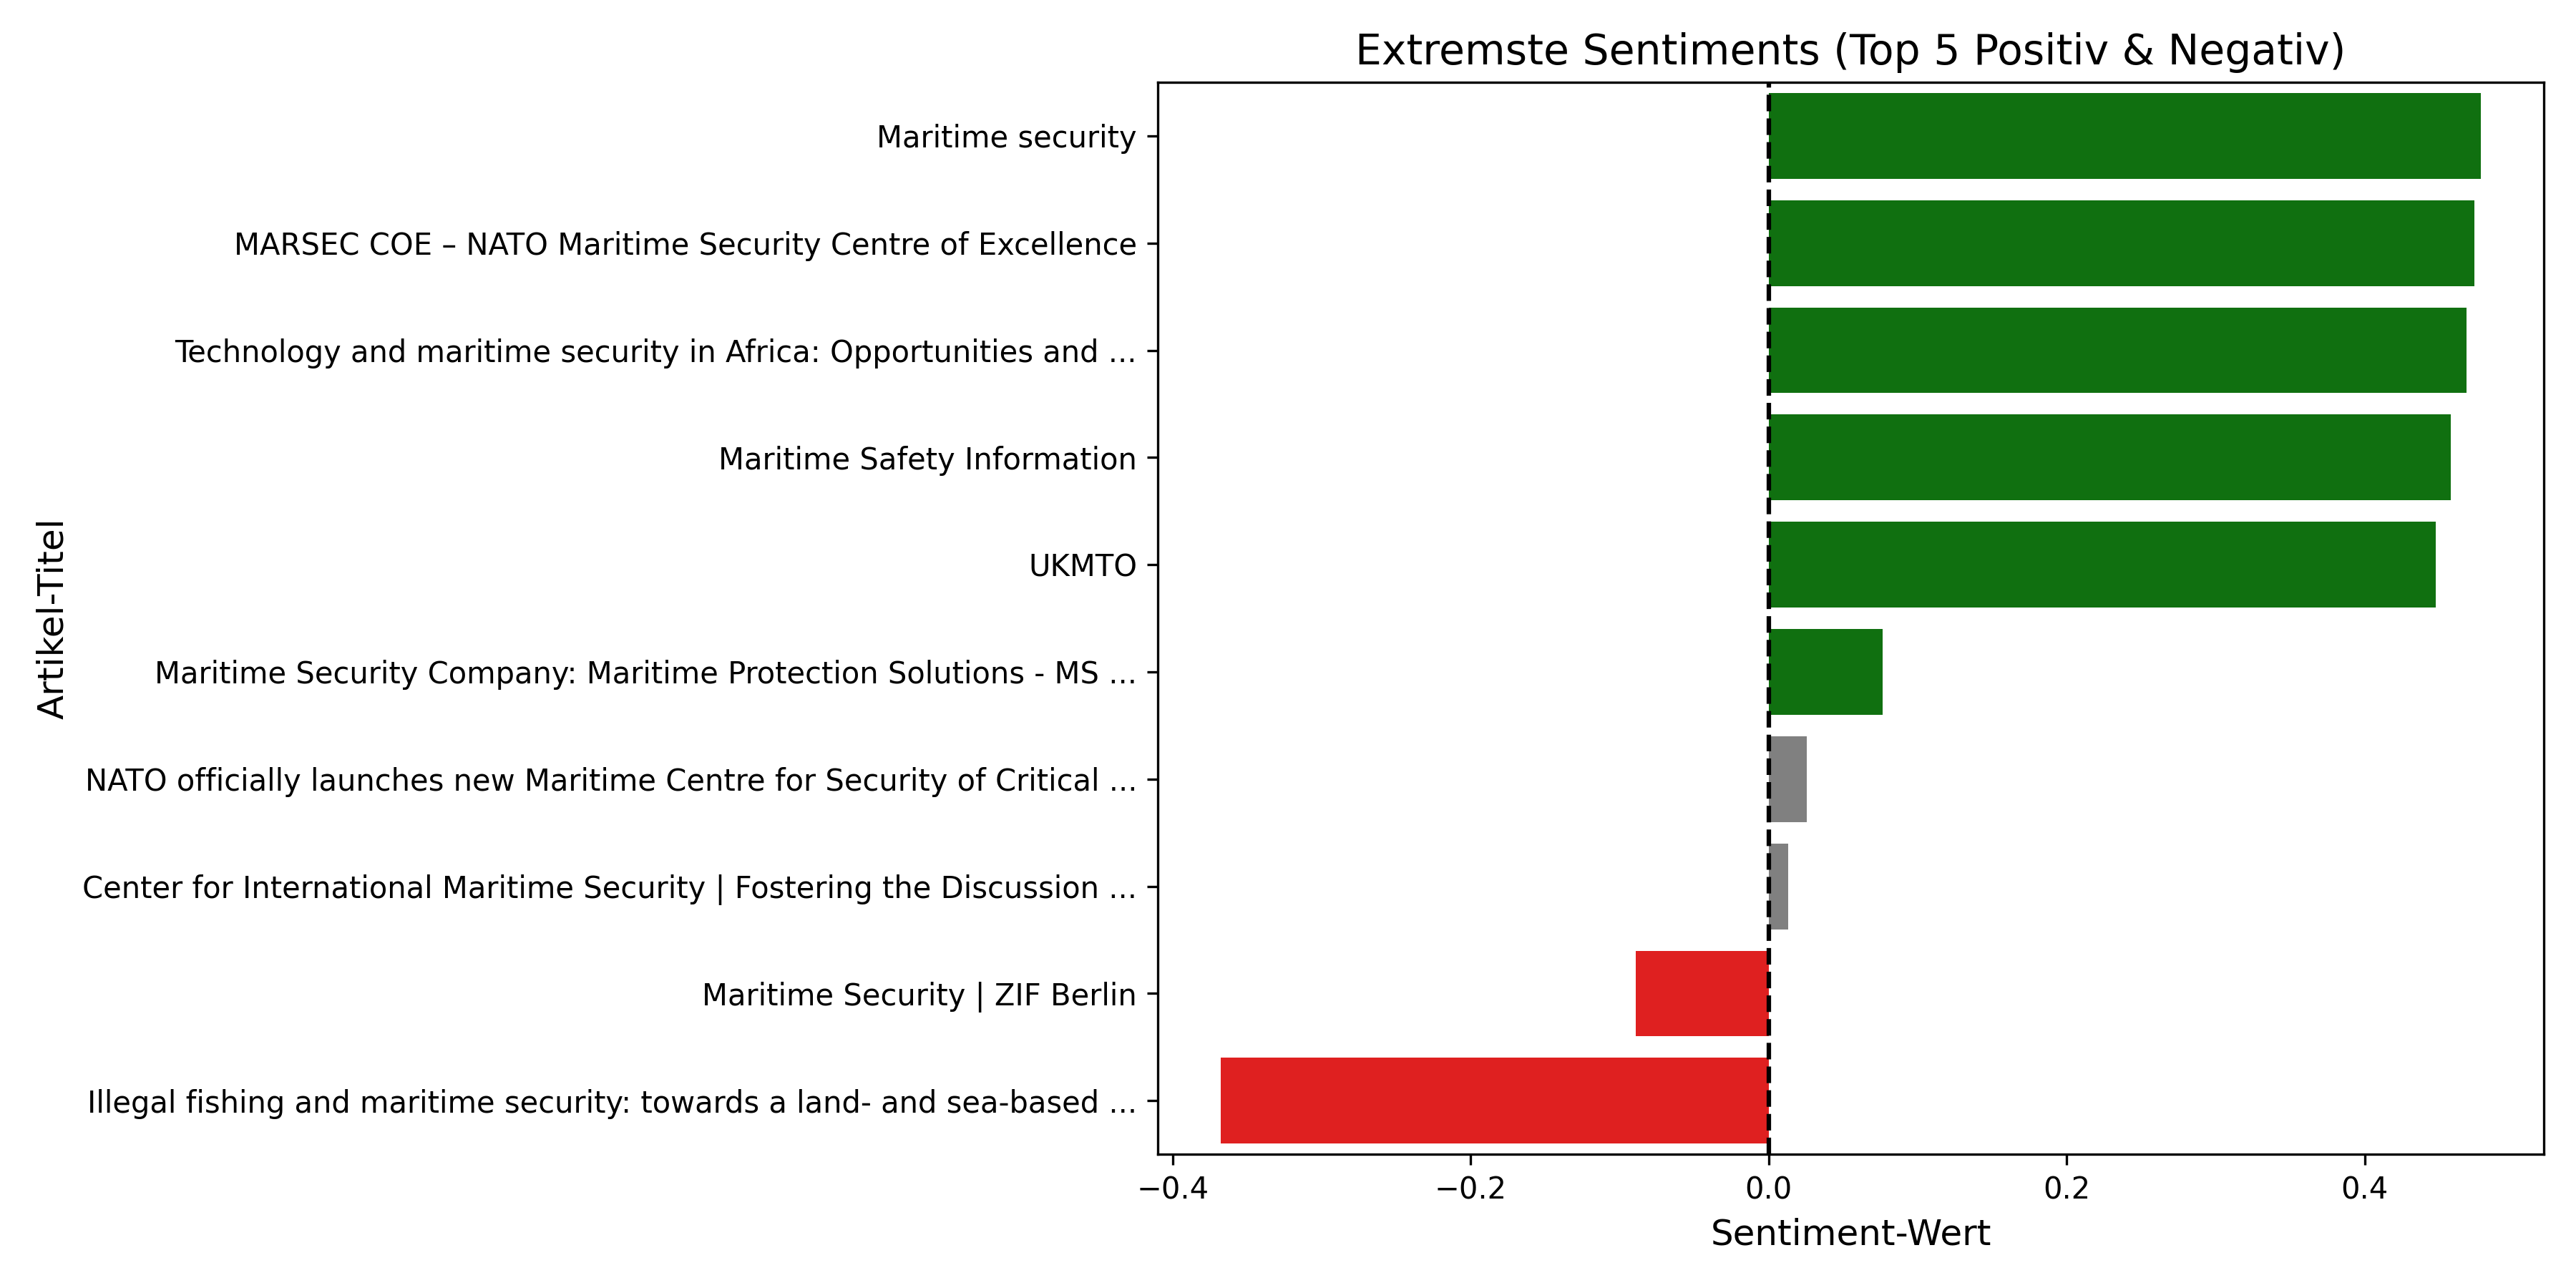 Extremste Sentiments (Top 5 Positiv & Negativ)
Artikel-Titel
Maritime security
MARSEC COE – NATO Maritime Security Centre of Excellence
Technology and maritime security in Africa: Opportunities and ...
Maritime Safety Information
UKMTO
Maritime Security Company: Maritime Protection Solutions - MS ...
NATO officially launches new Maritime Centre for Security of Critical ...
Center for International Maritime Security | Fostering the Discussion ...
Maritime Security | ZIF Berlin
Illegal fishing and maritime security: towards a land- and sea-based ...
−0.4 −0.2 0.0 0.2 0.4
Sentiment-Wert